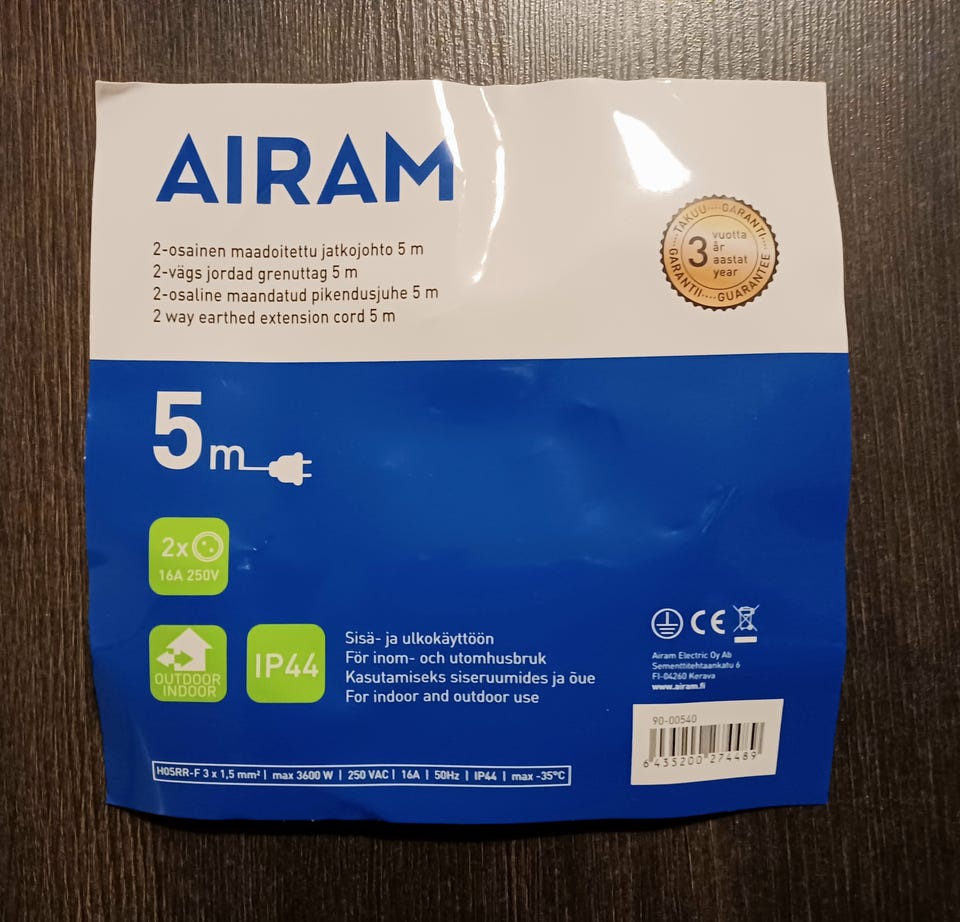 AIRAM
2-osainen maadoitettu jatkojohto 5 m
2-vägs jordad grenuttag 5 m
2-osaline maandatud pikendusjuhe 5 m
2 way earthed extension cord 5 m
TAKUU GARANTI
3 vuotta
år
aastat
year
GARANTII GUARANTEE
5m
2x
16A 250V
OUTDOOR
INDOOR
IP44
Sisä- ja ulkokäyttöön
För inom- och utomhusbruk
Kasutamiseks siseruumides ja õue
For indoor and outdoor use
CE
Airam Electric Oy Ab
Sementtitehtaankatu 6
FI-04260 Kerava
www.airam.fi
90-00540
6 435200 274489
H05RR-F 3 x 1,5 mm² | max 3600 W | 250 VAC | 16A | 50Hz | IP44 | max -35°C